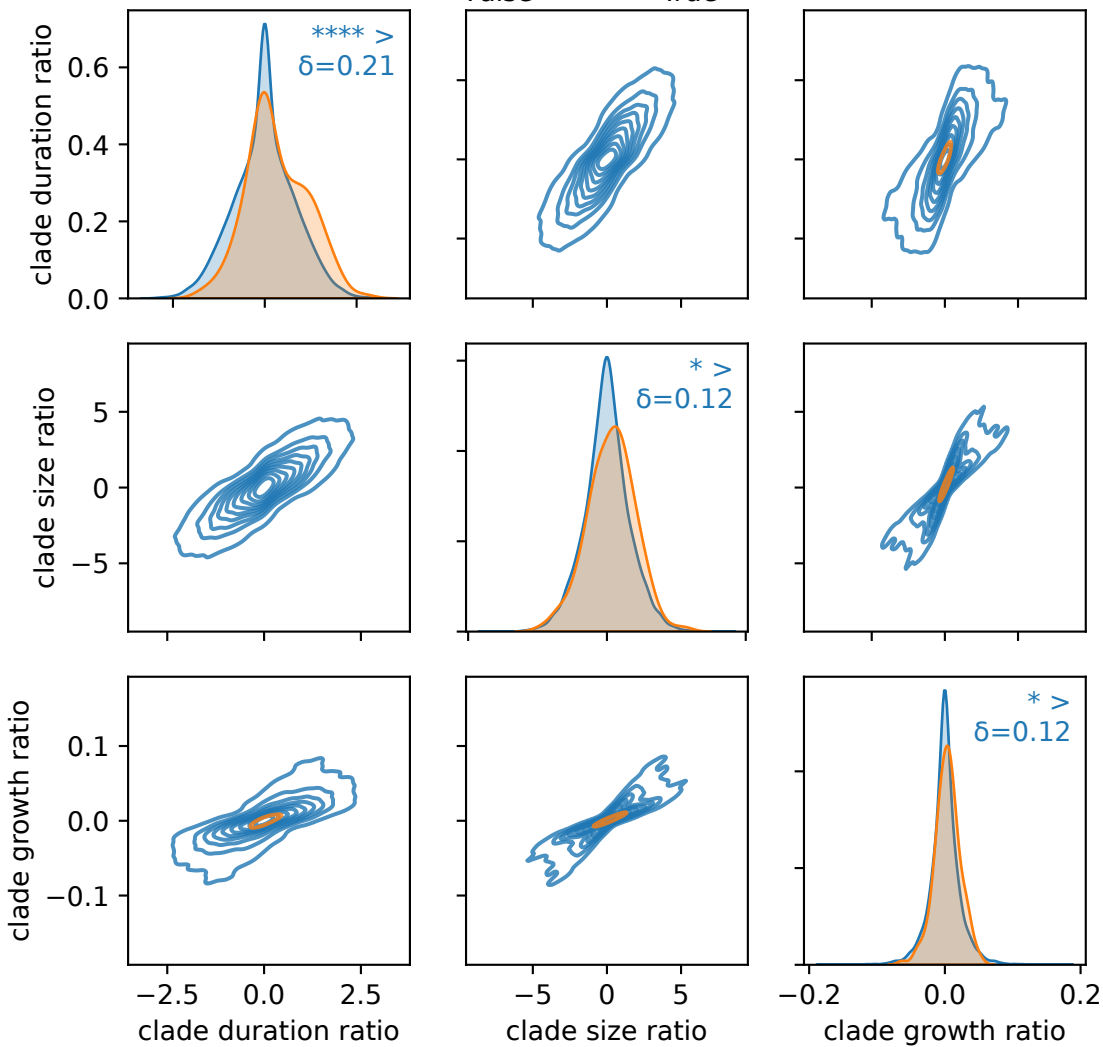 clade duration ratio
0.6
0.4
0.2
0.0
**** >
δ=0.21
clade size ratio
5
0
−5
* >
δ=0.12
clade growth ratio
0.1
0.0
−0.1
* >
δ=0.12
−2.5 0.0 2.5
−5 0 5
−0.2 0.0 0.2
clade duration ratio
clade size ratio
clade growth ratio